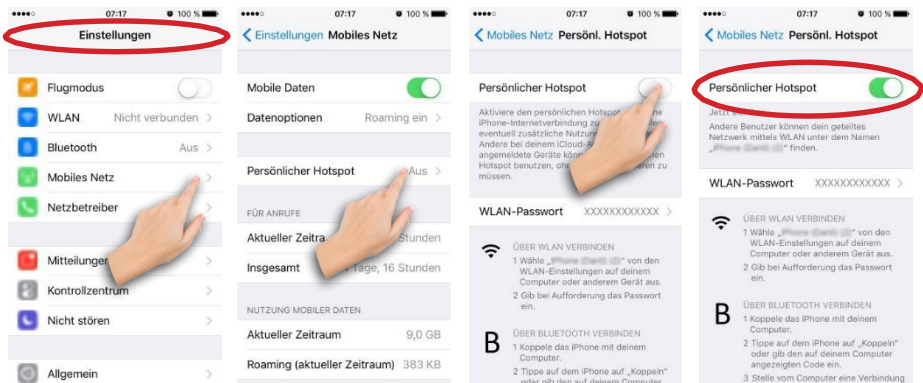 07:17 100 %
Einstellungen
Flugmodus
WLAN Nicht verbunden
Bluetooth Aus
Mobiles Netz
Netzbetreiber
Mitteilungen
Kontrollzentrum
Nicht stören
Allgemein
07:17 100 %
Einstellungen Mobiles Netz
Mobile Daten
Datenoptionen Roaming ein
Persönlicher Hotspot Aus
FÜR ANRUFE
Aktueller Zeitra Stunden
Insgesamt Tage, 16 Stunden
NUTZUNG MOBILER DATEN
Aktueller Zeitraum 9,0 GB
Roaming (aktueller Zeitraum) 383 KB
07:17 100 %
Mobiles Netz Persönl. Hotspot
Persönlicher Hotspot
Aktiviere den persönlichen Hotspot
iPhone-Internetverbindung zu
eventuell zusätzliche
Andere bei deinem
angemeldete Geräte
Hotspot benutzen, zu
müssen.
WLAN-Passwort XXXXXXXXXXXX
ÜBER WLAN VERBINDEN
1 Wähle „ “ von den
WLAN-Einstellungen auf deinem
Computer oder anderem Gerät aus.
2 Gib bei Aufforderung das Passwort
ein.
B ÜBER BLUETOOTH VERBINDEN
1 Koppele das iPhone mit deinem
Computer.
2 Tippe auf dem iPhone auf „Koppeln“
oder gib den auf deinem Computer
07:17 100 %
Mobiles Netz Persönl. Hotspot
Persönlicher Hotspot
Jetzt
Andere Benutzer können dein geteiltes
Netzwerk mittels WLAN unter dem Namen
„ “ finden.
WLAN-Passwort XXXXXXXXXXXX
ÜBER WLAN VERBINDEN
1 Wähle „ “ von den
WLAN-Einstellungen auf deinem
Computer oder anderem Gerät aus.
2 Gib bei Aufforderung das Passwort
ein.
B ÜBER BLUETOOTH VERBINDEN
1 Koppele das iPhone mit deinem
Computer.
2 Tippe auf dem iPhone auf „Koppeln“
oder gib den auf deinem Computer
angezeigten Code ein.
3 Stelle vom Computer eine Verbindung